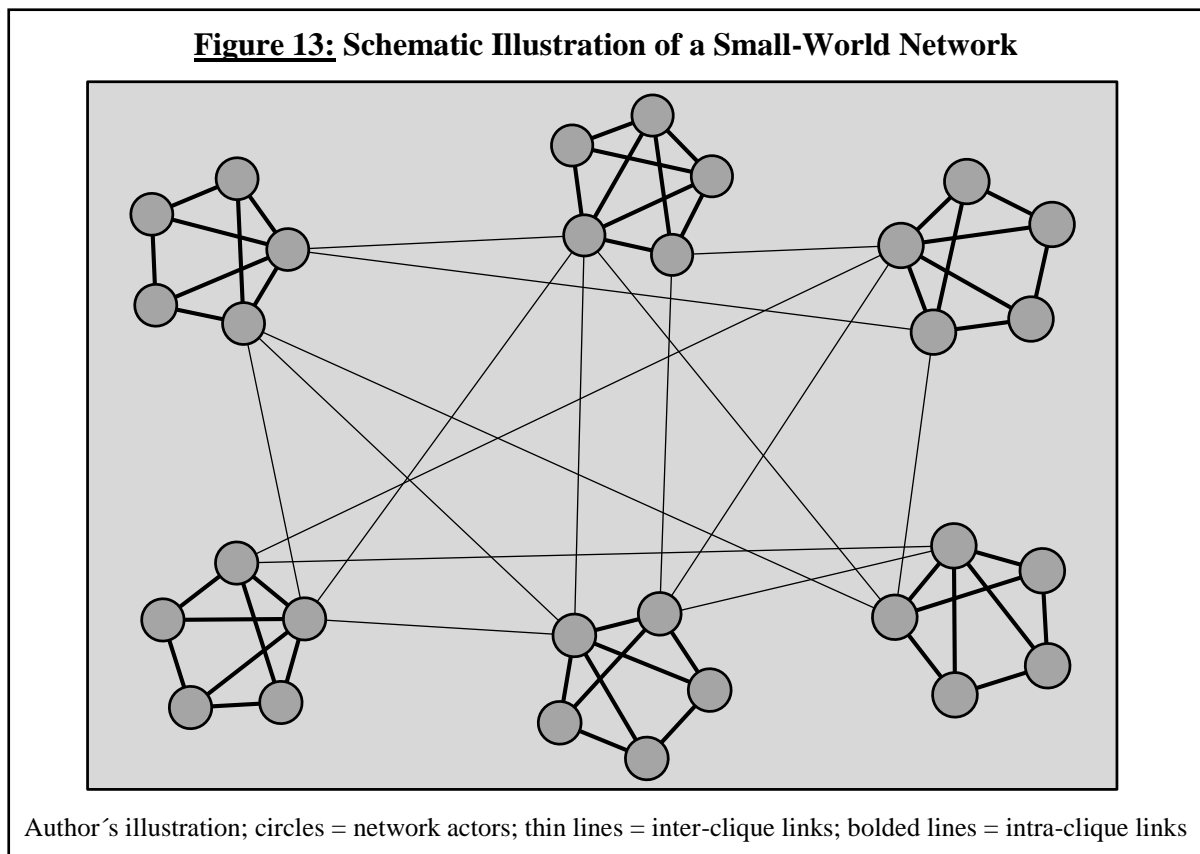 Figure 13: Schematic Illustration of a Small-World Network
Author´s illustration; circles = network actors; thin lines = inter-clique links; bolded lines = intra-clique links